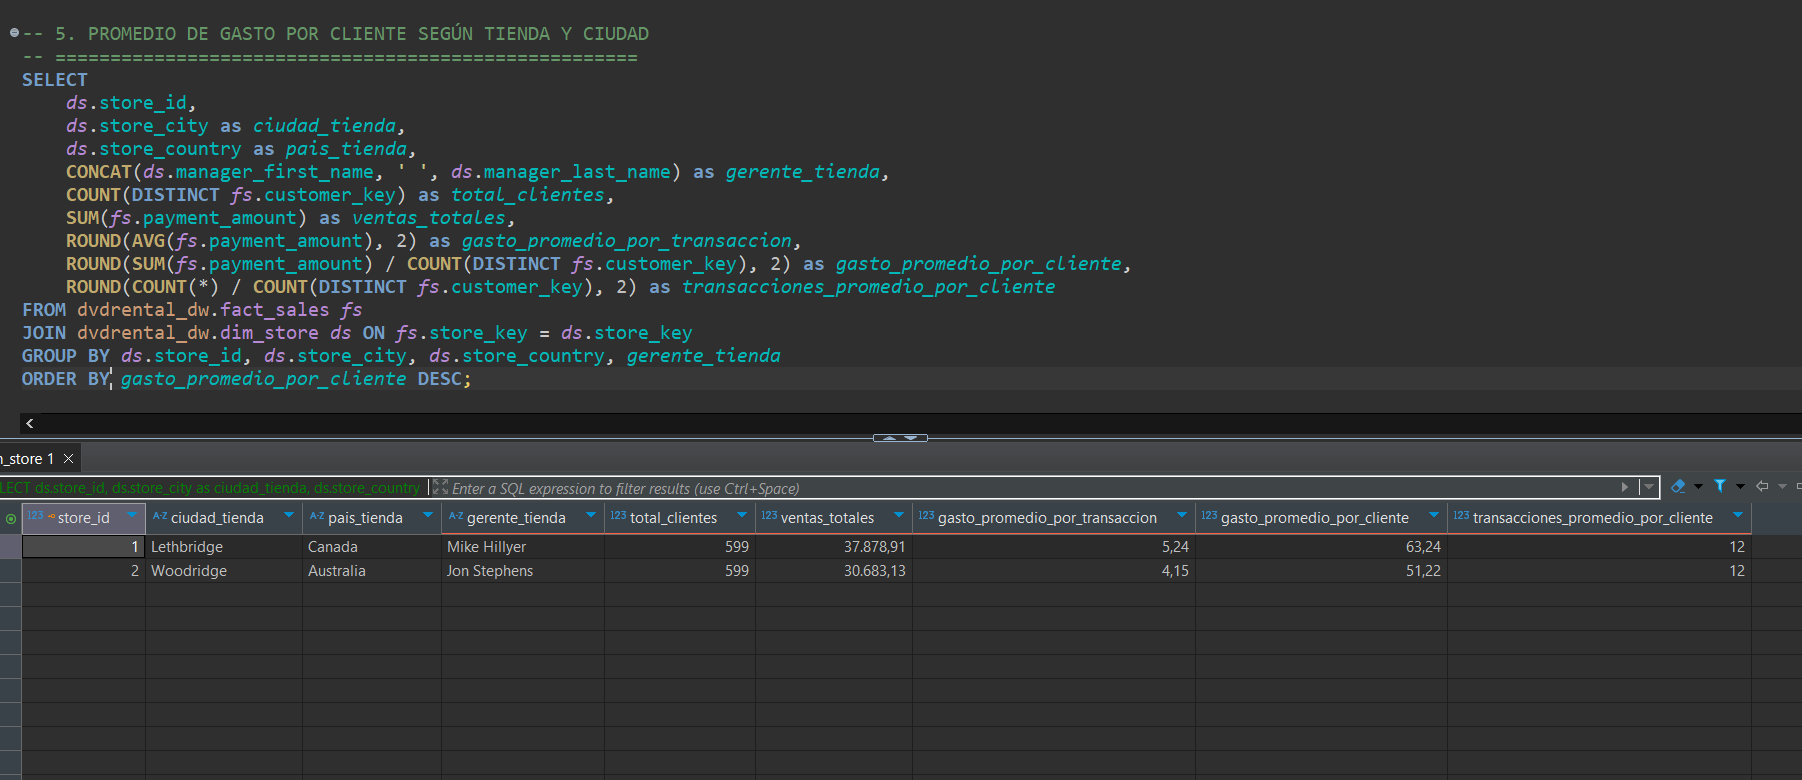 -- 5. PROMEDIO DE GASTO POR CLIENTE SEGÚN TIENDA Y CIUDAD
-- =====================================================
SELECT
    ds.store_id,
    ds.store_city as ciudad_tienda,
    ds.store_country as pais_tienda,
    CONCAT(ds.manager_first_name, ' ', ds.manager_last_name) as gerente_tienda,
    COUNT(DISTINCT fs.customer_key) as total_clientes,
    SUM(fs.payment_amount) as ventas_totales,
    ROUND(AVG(fs.payment_amount), 2) as gasto_promedio_por_transaccion,
    ROUND(SUM(fs.payment_amount) / COUNT(DISTINCT fs.customer_key), 2) as gasto_promedio_por_cliente,
    ROUND(COUNT(*) / COUNT(DISTINCT fs.customer_key), 2) as transacciones_promedio_por_cliente
FROM dvdrental_dw.fact_sales fs
JOIN dvdrental_dw.dim_store ds ON fs.store_key = ds.store_key
GROUP BY ds.store_id, ds.store_city, ds.store_country, gerente_tienda
ORDER BY gasto_promedio_por_cliente DESC;
_store 1
LECT ds.store_id, ds.store_city as ciudad_tienda, ds.store_country Enter a SQL expression to filter results (use Ctrl+Space)
123 store_id A-Z ciudad_tienda A-Z pais_tienda A-Z gerente_tienda 123 total_clientes 123 ventas_totales 123 gasto_promedio_por_transaccion 123 gasto_promedio_por_cliente 123 transacciones_promedio_por_cliente
1 Lethbridge Canada Mike Hillyer 599 37.878,91 5,24 63,24 12
2 Woodridge Australia Jon Stephens 599 30.683,13 4,15 51,22 12